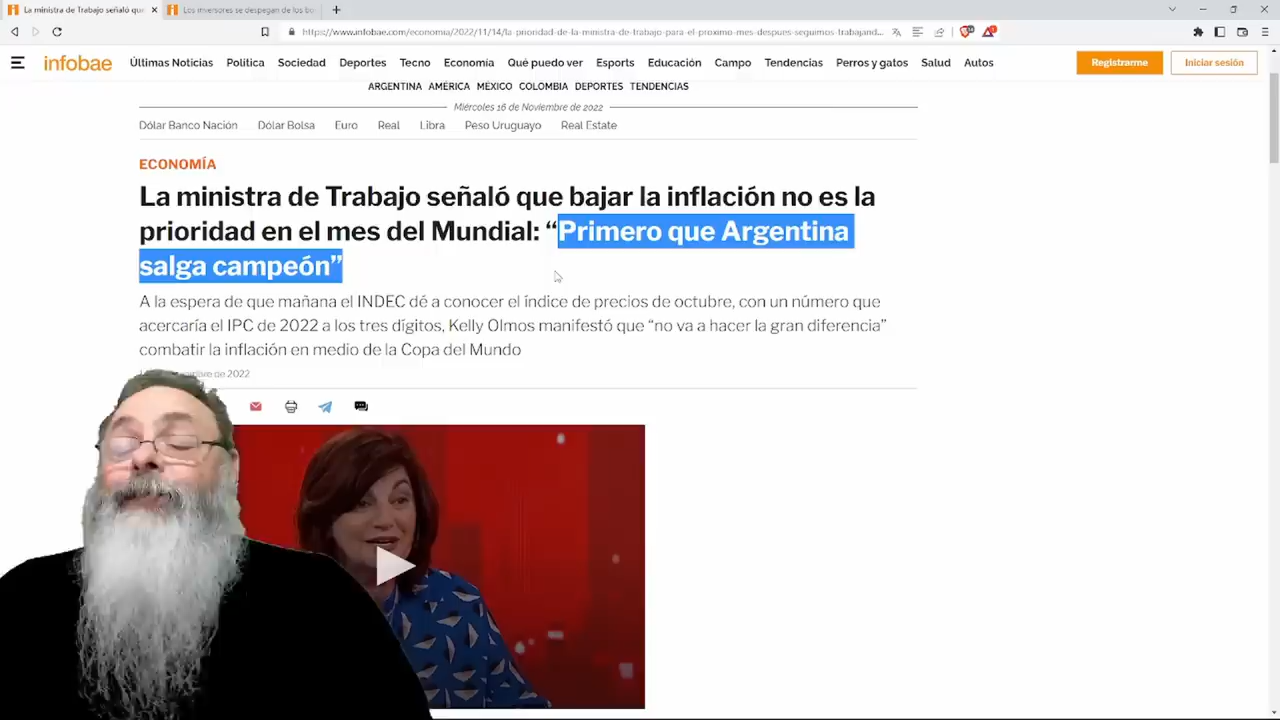 La ministra de Trabajo señaló que
Los inversores se despegan de los bo
https://www.infobae.com/economia/2022/11/14/la-prioridad-de-la-ministra-de-trabajo-para-el-proximo-mes-despues-seguimos-trabajand...
infobae
Últimas Noticias Política Sociedad Deportes Tecno Economía Qué puedo ver Esports Educación Campo Tendencias Perros y gatos Salud Autos
Registrarme
Iniciar sesión
ARGENTINA AMÉRICA MÉXICO COLOMBIA DEPORTES TENDENCIAS
Miércoles 16 de Noviembre de 2022
Dólar Banco Nación Dólar Bolsa Euro Real Libra Peso Uruguayo Real Estate
ECONOMÍA
La ministra de Trabajo señaló que bajar la inflación no es la
prioridad en el mes del Mundial: “Primero que Argentina
salga campeón”
A la espera de que mañana el INDEC dé a conocer el índice de precios de octubre, con un número que
acercaría el IPC de 2022 a los tres dígitos, Kelly Olmos manifestó que “no va a hacer la gran diferencia”
combatir la inflación en medio de la Copa del Mundo
de 2022